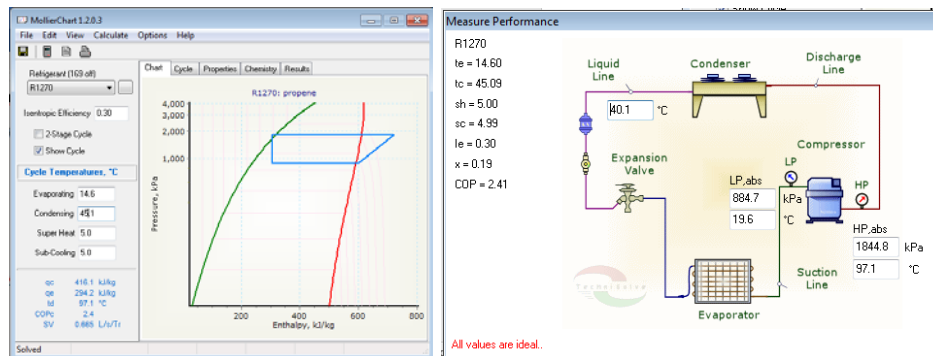 MollierChart 1.2.0.3
File Edit View Calculate Options Help
Refrigerant (169 off)
R1270
Isentropic Efficiency 0.30
2-Stage Cycle
Show Cycle
Cycle Temperatures, °C
Evaporating 14.6
Condensing 45.1
Super Heat 5.0
Sub-Cooling 5.0
qc 416.1 kJ/kg
qe 294.2 kJ/kg
td 97.1 °C
COPc 2.4
SV 0.665 L/s/Tr
Solved
Chart Cycle Properties Chemistry Results
R1270: propene
4,000
3,000
2,000
1,000
Pressure, kPa
200 400 600 800
Enthalpy, kJ/kg
Measure Performance
R1270
te = 14.60
tc = 45.09
sh = 5.00
sc = 4.99
Ie = 0.30
x = 0.19
COP = 2.41
Liquid
Line
Condenser
Discharge
Line
40.1 °C
Expansion
Valve
Compressor
LP
HP
LP,abs
884.7 kPa
19.6 °C
HP,abs
1844.8 kPa
97.1 °C
Suction
Line
Evaporator
All values are ideal..